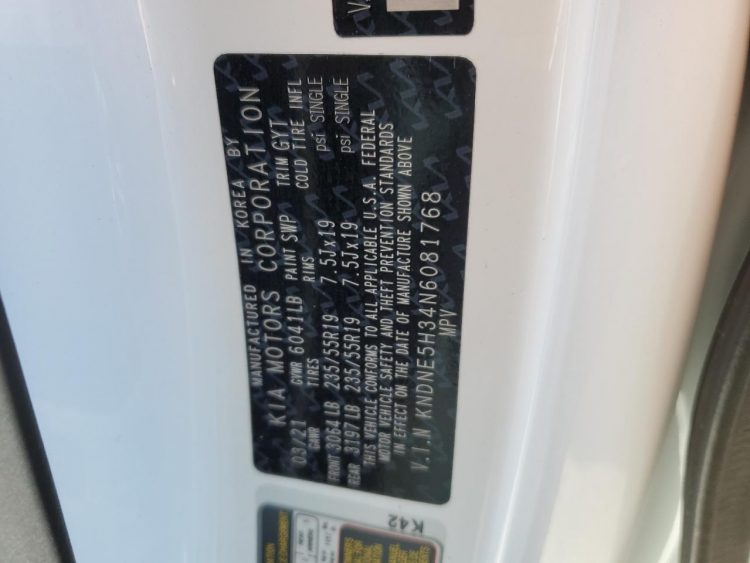 MANUFACTURED IN KOREA BY
KIA MOTORS CORPORATION
03/21 GVWR 6041LB PAINT SWP TRIM GYT
GAWR TIRES RIMS COLD TIRE INFL
FRONT 3064LB 235/55R19 7.5Jx19 psi SINGLE
REAR 3197LB 235/55R19 7.5Jx19 psi SINGLE
THIS VEHICLE CONFORMS TO ALL APPLICABLE U.S.A. FEDERAL
MOTOR VEHICLE SAFETY AND THEFT PREVENTION STANDARDS
IN EFFECT ON THE DATE OF MANUFACTURE SHOWN ABOVE
V.I.N KNDNE5H34N6081768
MPV
K42